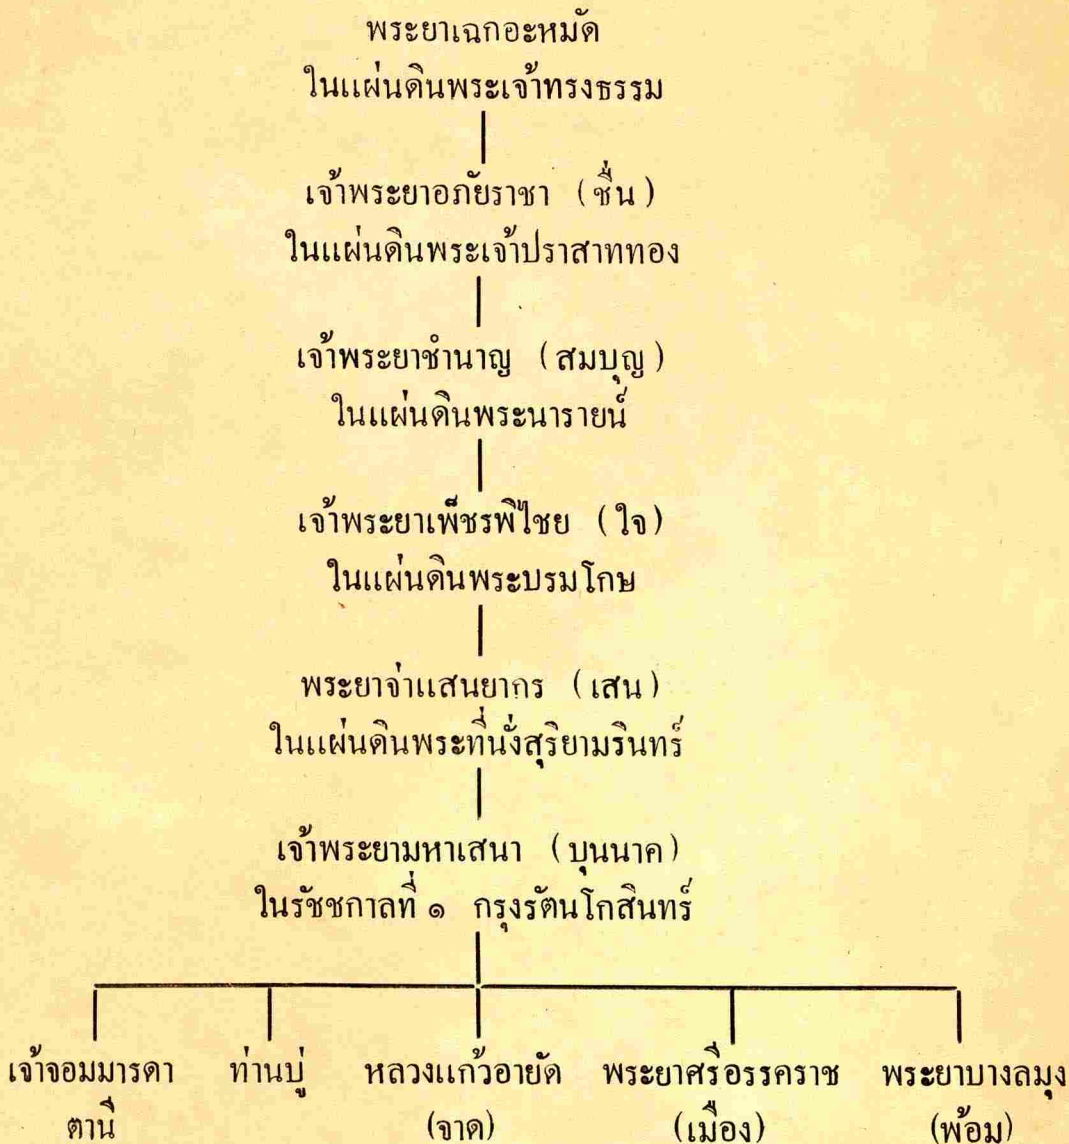 พระยาเฉกอะหมัด
ในแผ่นดินพระเจ้าทรงธรรม
เจ้าพระยาอภัยราชา (ชื่น)
ในแผ่นดินพระเจ้าปราสาททอง
เจ้าพระยาชำนาญ (สมบุญ)
ในแผ่นดินพระนารายน์
เจ้าพระยาเพ็ชรพิไชย (ใจ)
ในแผ่นดินพระบรมโกษ
พระยาจ่าแสนยากร (เสน)
ในแผ่นดินพระที่นั่งสุริยามรินทร์
เจ้าพระยามหาเสนา (บุนนาค)
ในรัชชกาลที่ ๑ กรุงรัตนโกสินทร์
เจ้าจอมมารดา ท่านบู่ หลวงแก้วอายัด พระยาศรีอรรคราช พระยาบางลมุง
ตานี (จาด) (เมือง) (พ้อม)